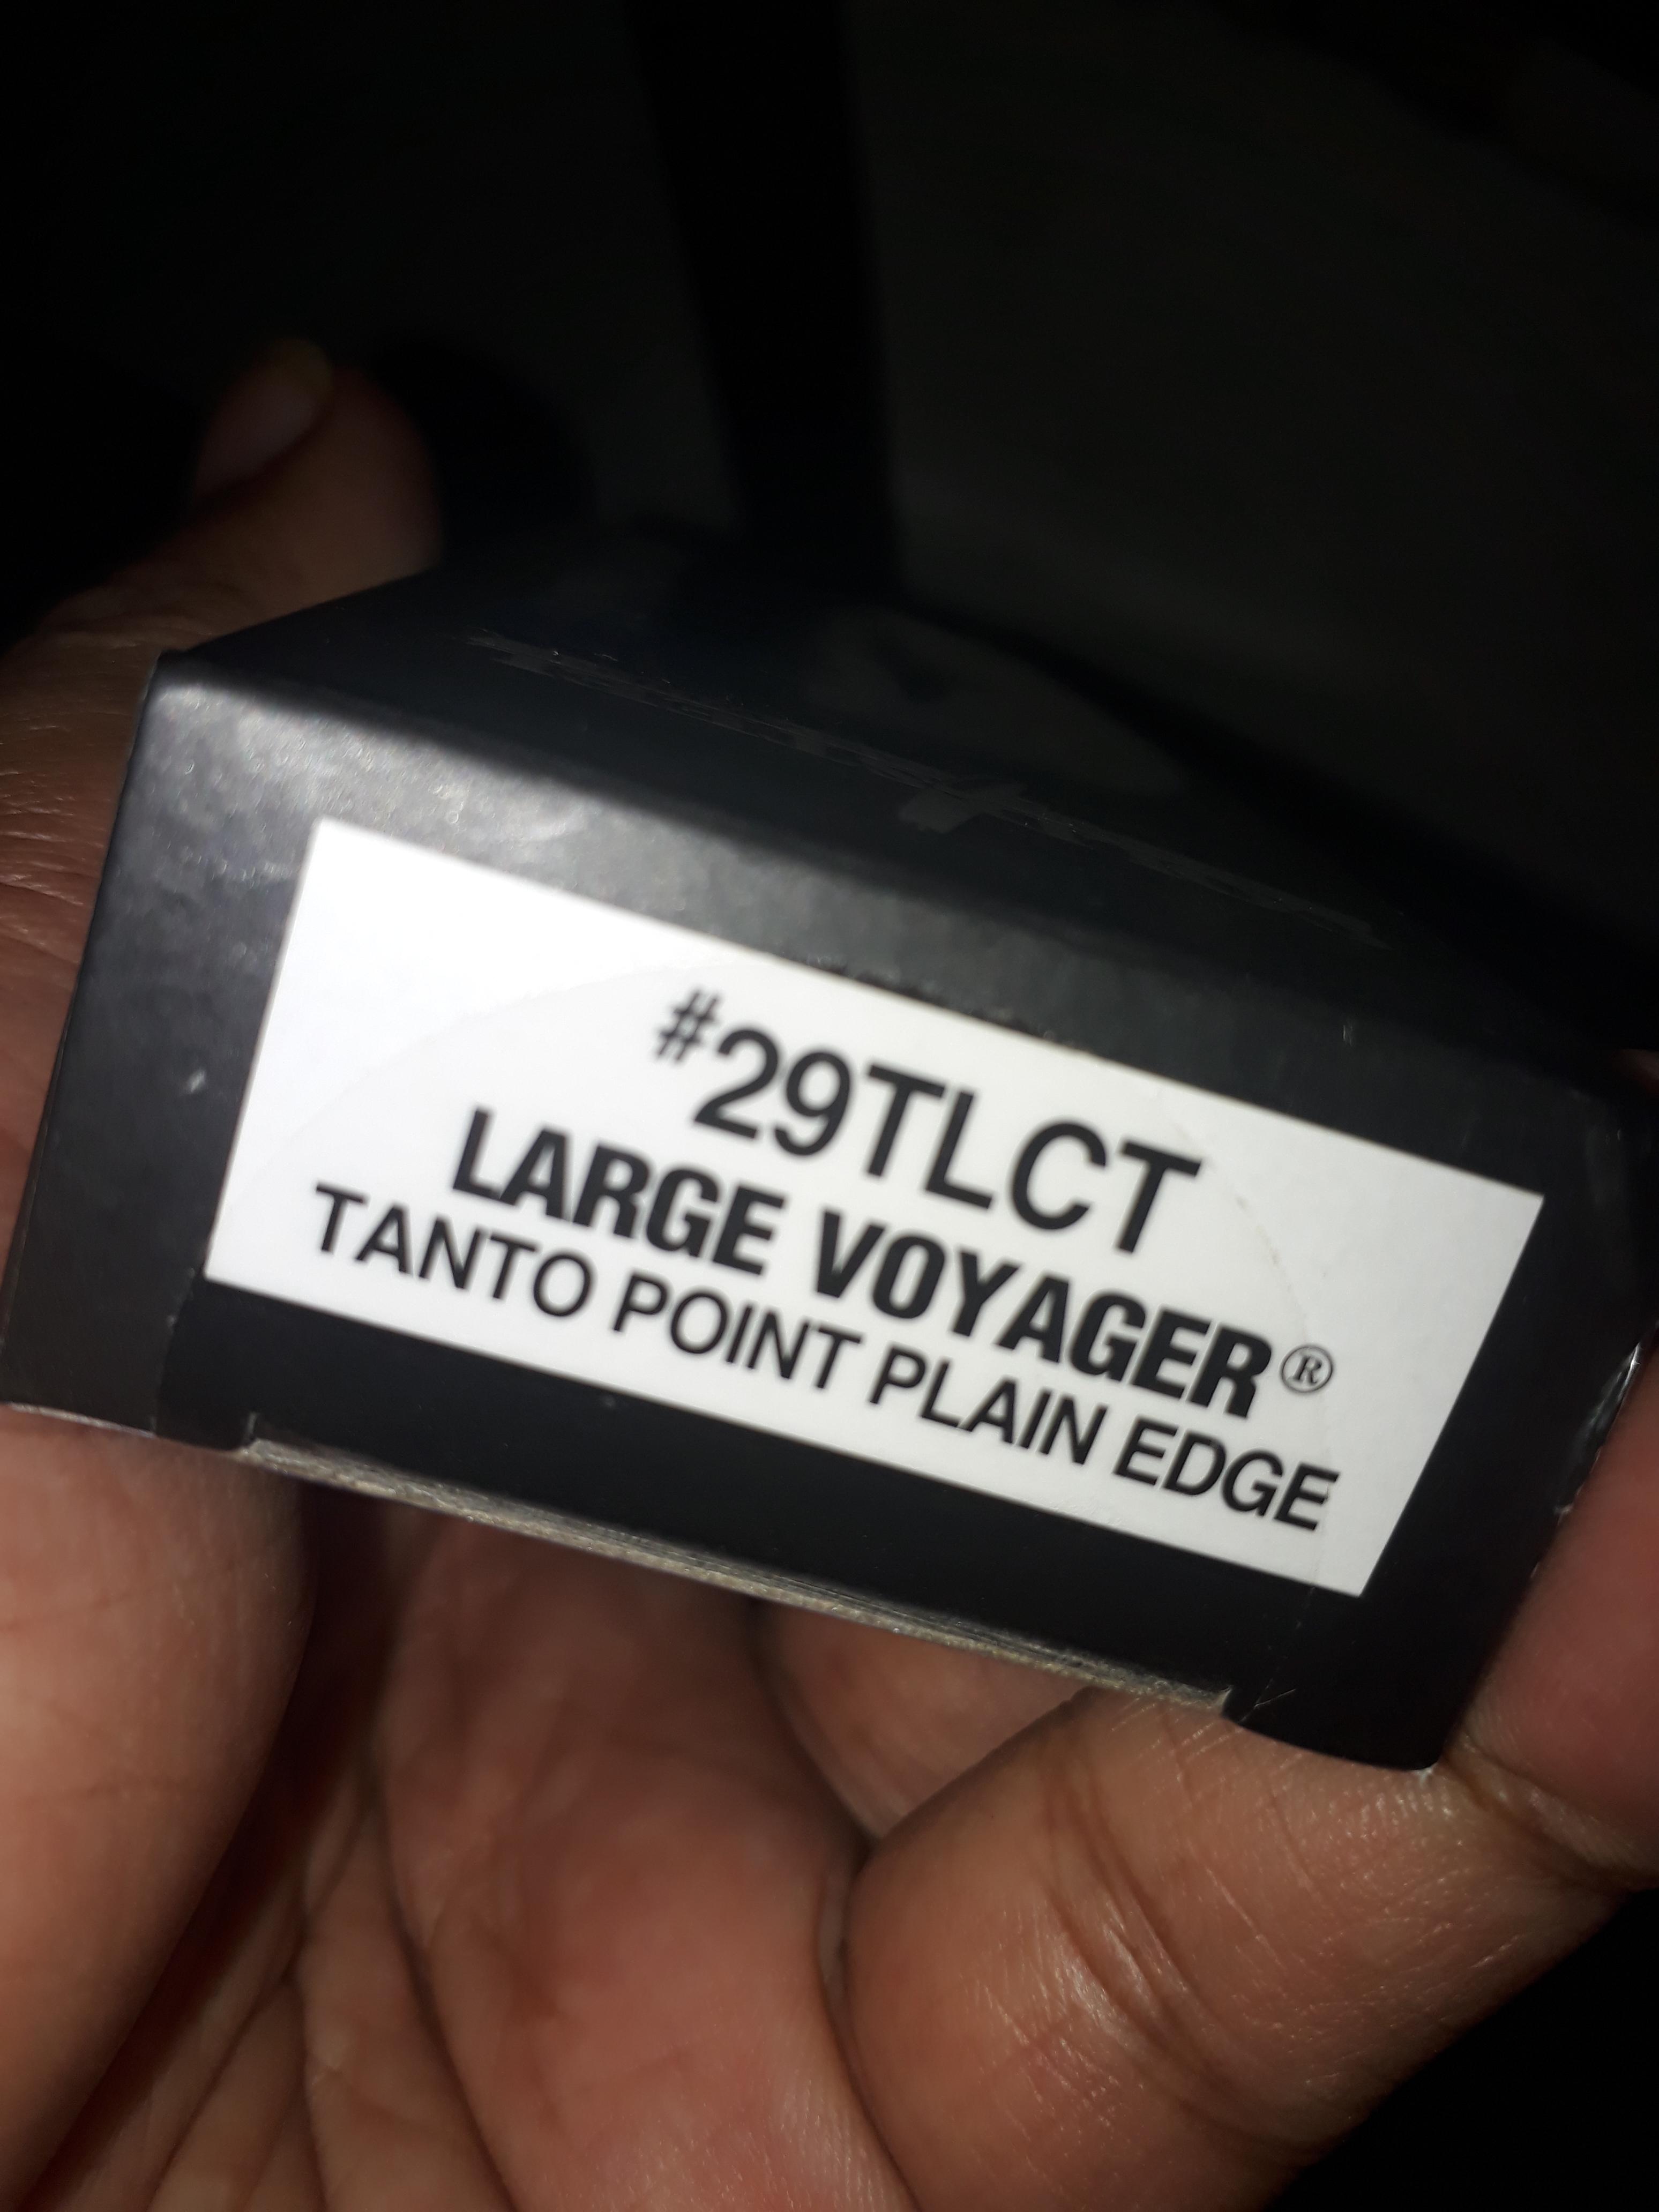 #29TLCT
LARGE VOYAGER®
TANTO POINT PLAIN EDGE